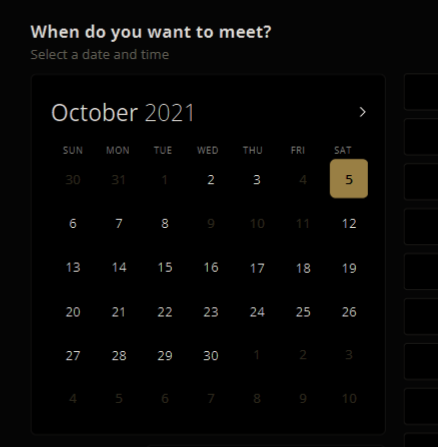 When do you want to meet?
Select a date and time
October 2021
SUN MON TUE WED THU FRI SAT
30 31 1 2 3 4 5
6 7 8 9 10 11 12
13 14 15 16 17 18 19
20 21 22 23 24 25 26
27 28 29 30 1 2 3
4 5 6 7 8 9 10